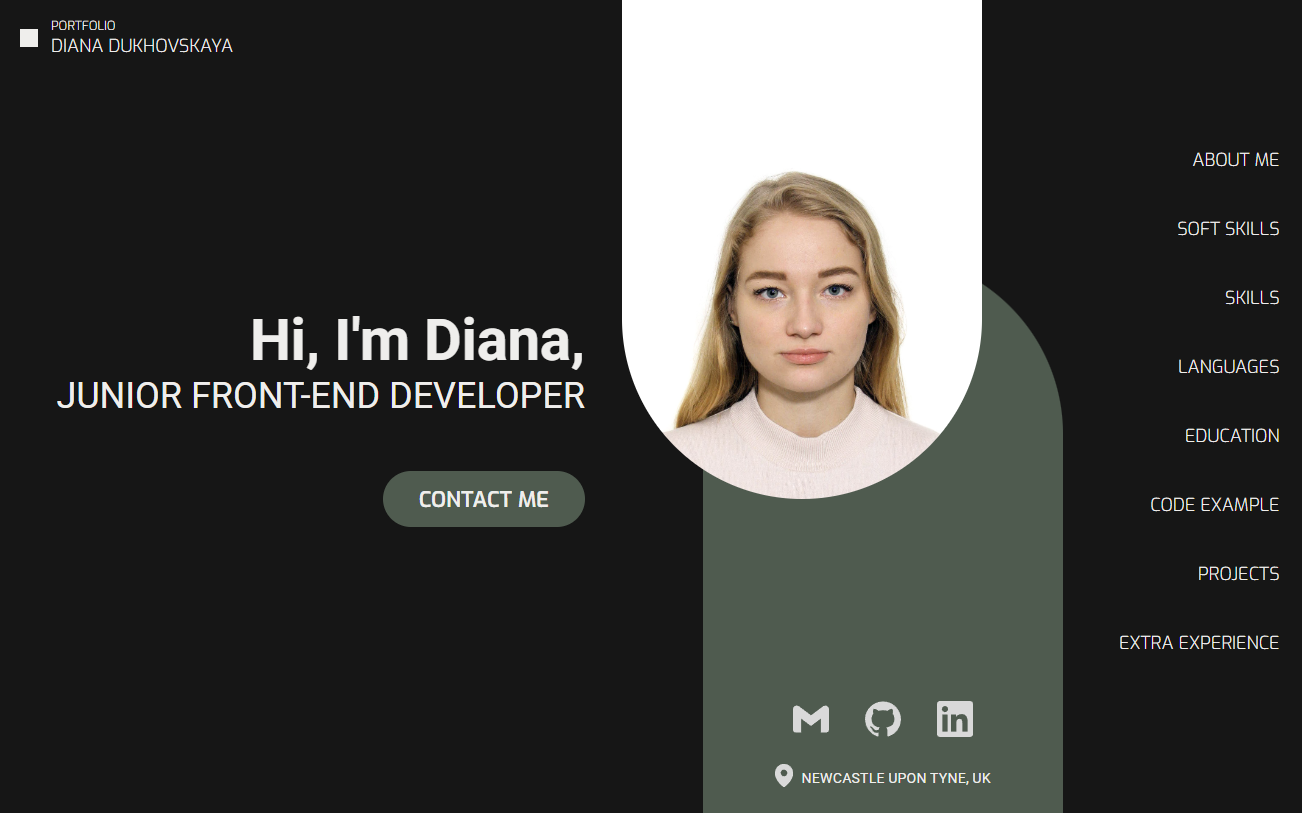 PORTFOLIO
DIANA DUKHOVSKAYA
Hi, I'm Diana,
JUNIOR FRONT-END DEVELOPER
CONTACT ME
ABOUT ME
SOFT SKILLS
SKILLS
LANGUAGES
EDUCATION
CODE EXAMPLE
PROJECTS
EXTRA EXPERIENCE
in
NEWCASTLE UPON TYNE, UK